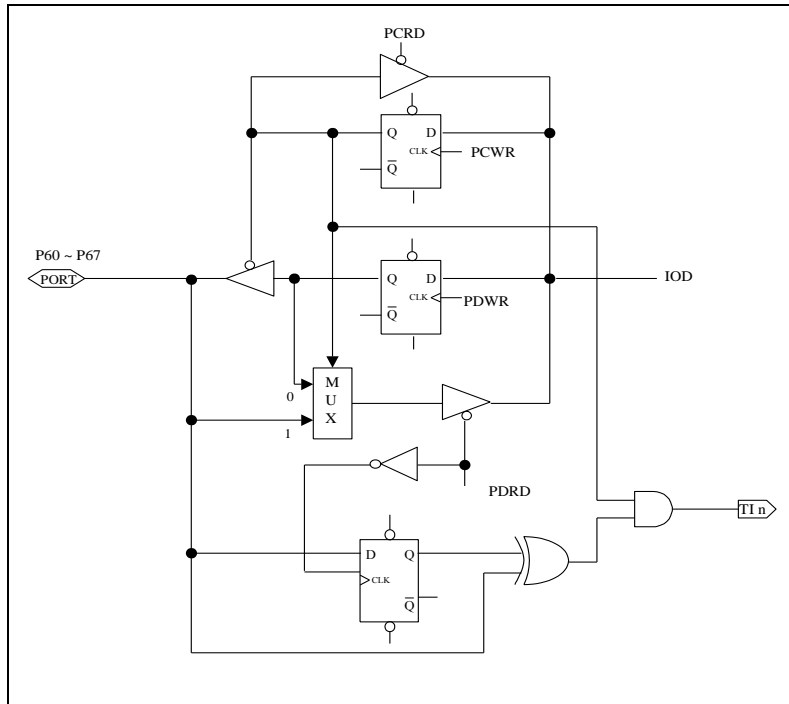 PCRD
Q D
CLK
PCWR
Q̅
P60 ~ P67
PORT
Q D
IOD
CLK
PDWR
Q̅
M
U
X
0
1
PDRD
TI n
D Q
CLK
Q̅